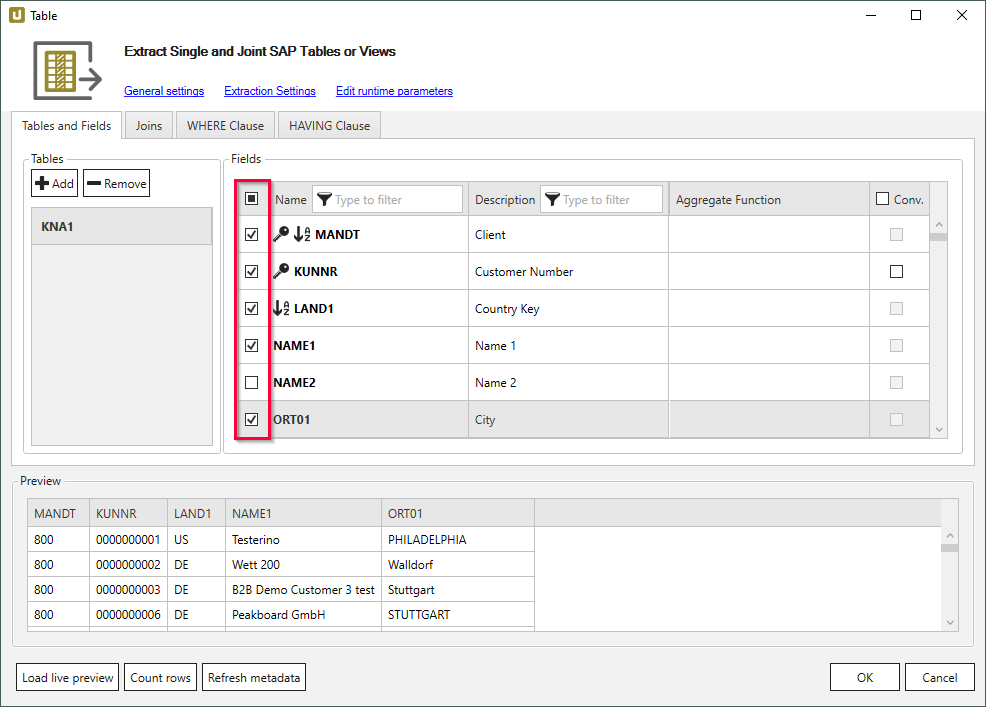 Table
Extract Single and Joint SAP Tables or Views
General settings Extraction Settings Edit runtime parameters
Tables and Fields Joins WHERE Clause HAVING Clause
Tables
Add Remove
KNA1
Fields
Name Type to filter Description Type to filter Aggregate Function Conv.
MANDT Client
KUNNR Customer Number
LAND1 Country Key
NAME1 Name 1
NAME2 Name 2
ORT01 City
Preview
MANDT KUNNR LAND1 NAME1 ORT01
800 0000000001 US Testerino PHILADELPHIA
800 0000000002 DE Wett 200 Walldorf
800 0000000003 DE B2B Demo Customer 3 test Stuttgart
800 0000000006 DE Peakboard GmbH STUTTGART
Load live preview Count rows Refresh metadata OK Cancel